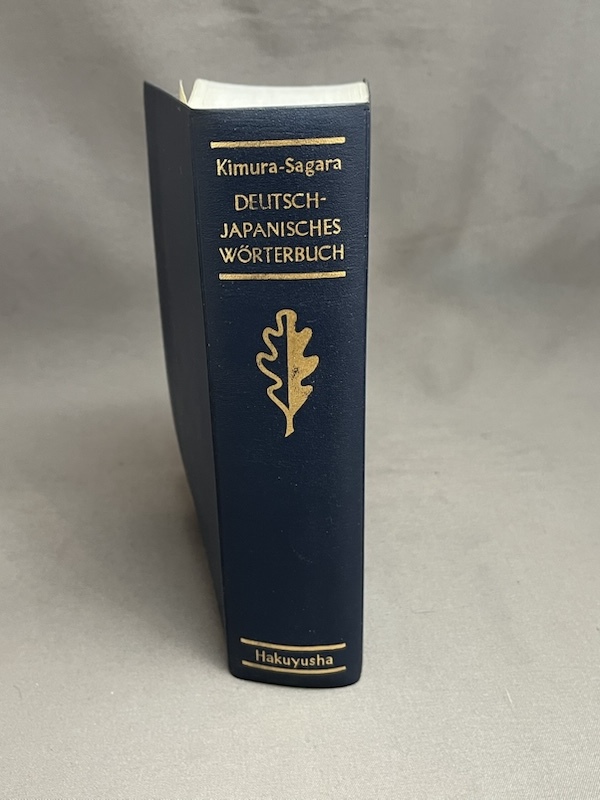 Kimura-Sagara
DEUTSCH-
JAPANISCHES
WÖRTERBUCH
Hakuyusha